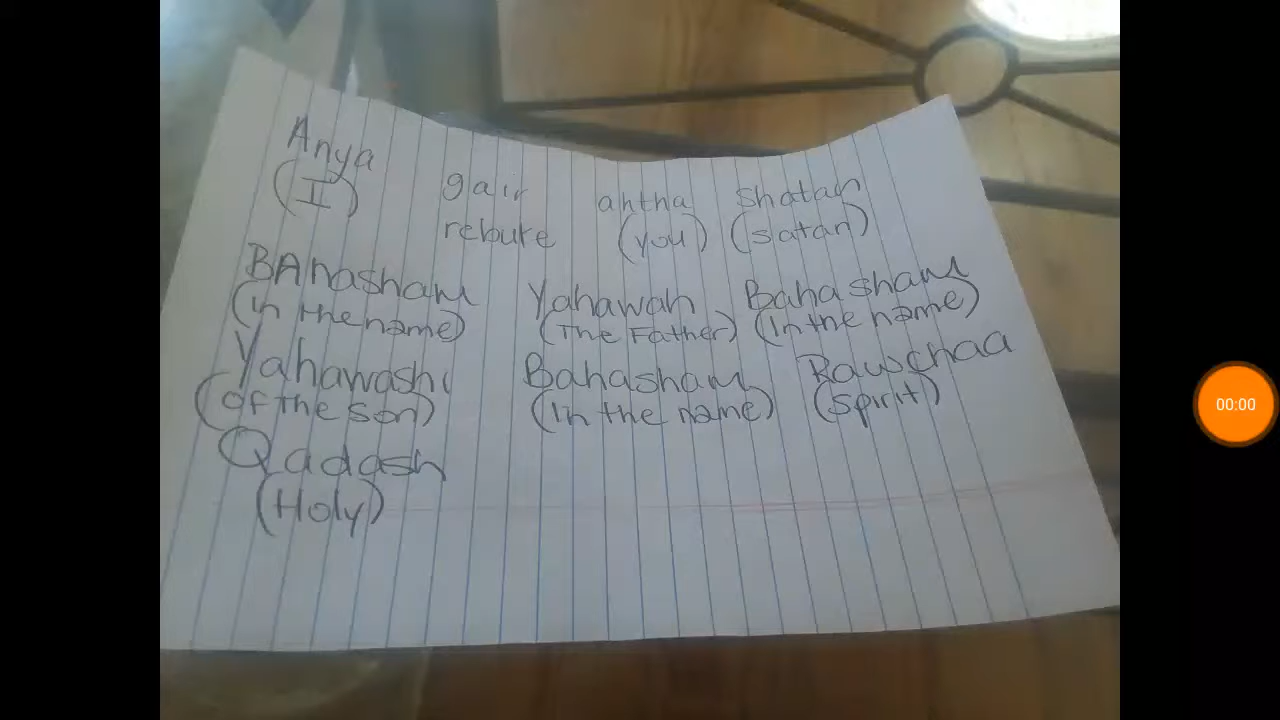 Anya gair ahtha shatan
(I) rebuke (you) (satan)
BAhasham Yahawah Bahasham
(in the name) (The Father) (In the name)
Yahawashi Bahasham Rawchaa
(of the son) (In the name) (spirit)
Qadash
(Holy)
00:00